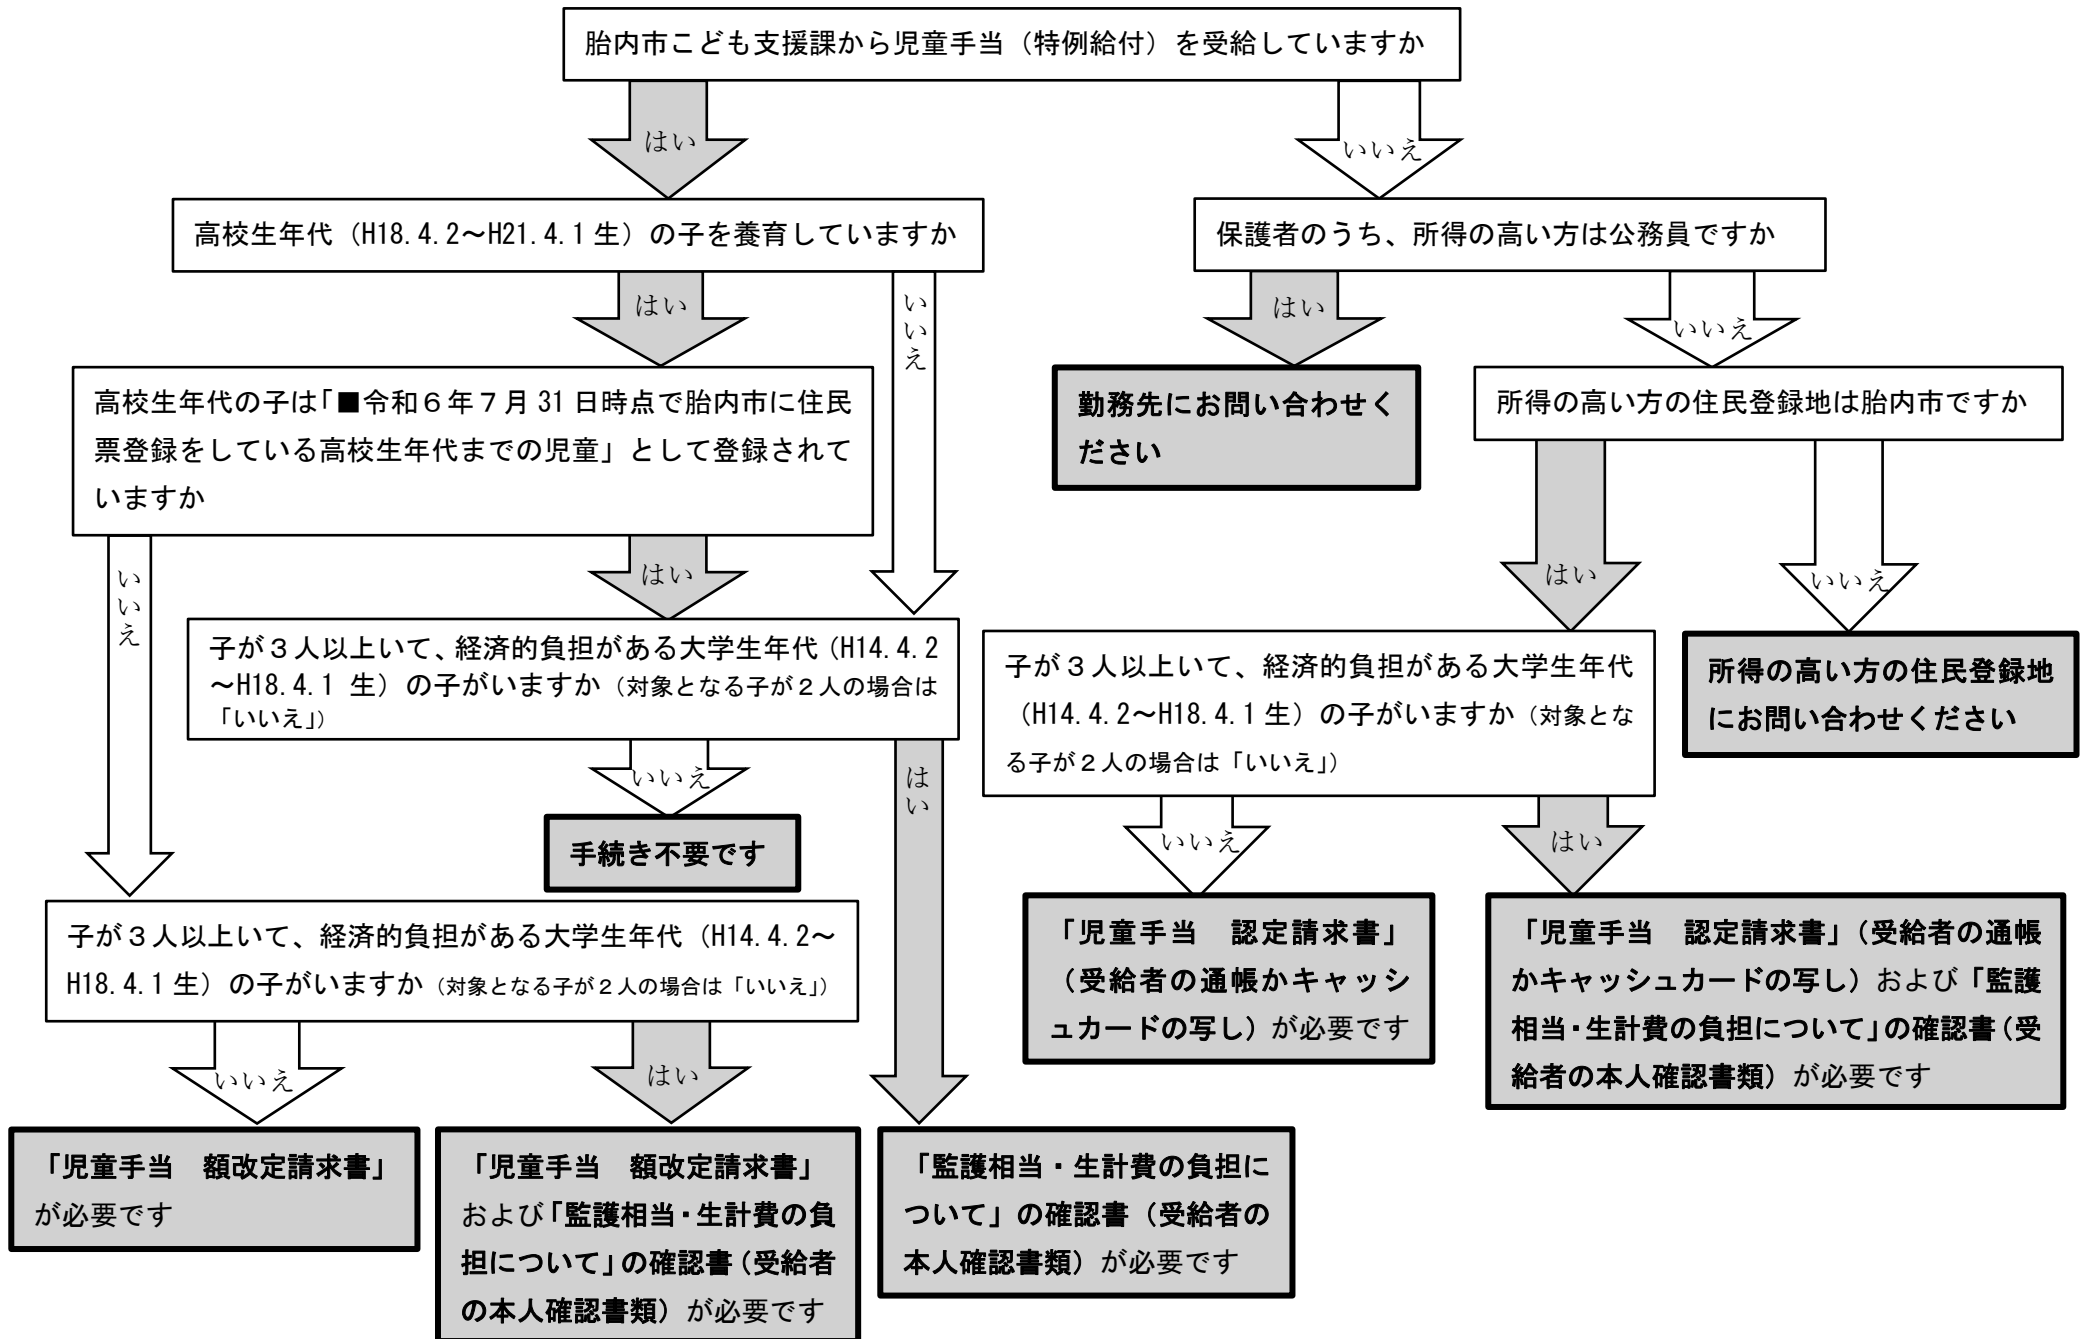 胎内市こども支援課から児童手当（特例給付）を受給していますか
はい
いいえ
高校生年代（H18.4.2～H21.4.1生）の子を養育していますか
保護者のうち、所得の高い方は公務員ですか
はい
いいえ
はい
いいえ
高校生年代の子は「■令和６年７月31日時点で胎内市に住民
票登録をしている高校生年代までの児童」として登録されて
いますか
勤務先にお問い合わせく
ださい
所得の高い方の住民登録地は胎内市ですか
いいえ
はい
はい
いいえ
子が３人以上いて、経済的負担がある大学生年代（H14.4.2
～H18.4.1 生）の子がいますか（対象となる子が２人の場合は
「いいえ」）
子が３人以上いて、経済的負担がある大学生年代
（H14.4.2～H18.4.1生）の子がいますか（対象とな
る子が２人の場合は「いいえ」）
所得の高い方の住民登録地
にお問い合わせください
いいえ
はい
いいえ
はい
手続き不要です
子が３人以上いて、経済的負担がある大学生年代（H14.4.2～
H18.4.1生）の子がいますか（対象となる子が２人の場合は「いいえ」）
「児童手当　認定請求書」
（受給者の通帳かキャッシ
ュカードの写し）が必要です
「児童手当　認定請求書」（受給者の通帳
かキャッシュカードの写し）および「監護
相当・生計費の負担について」の確認書（受
給者の本人確認書類）が必要です
いいえ
はい
「児童手当　額改定請求書」
が必要です
「児童手当　額改定請求書」
および「監護相当・生計費の負
担について」の確認書（受給者
の本人確認書類）が必要です
「監護相当・生計費の負担に
ついて」の確認書（受給者の
本人確認書類）が必要です